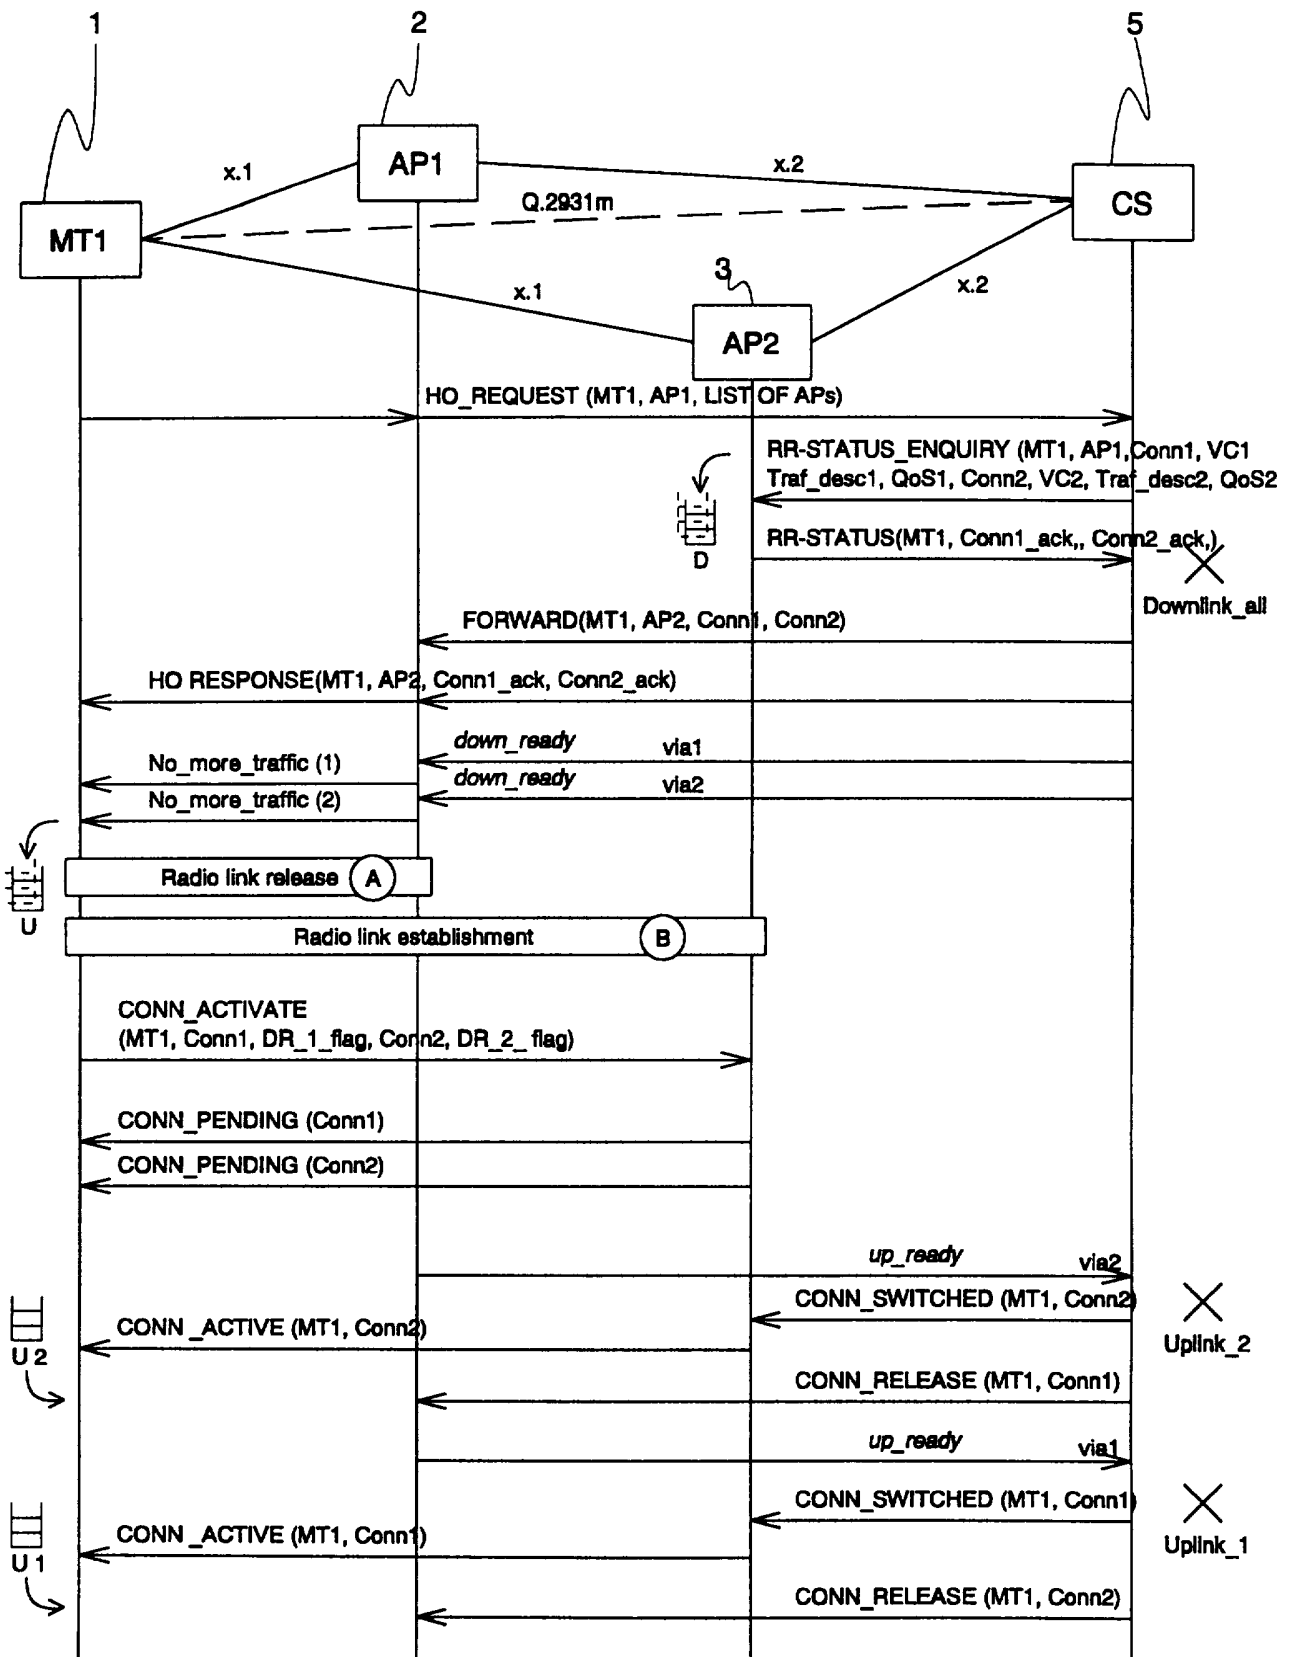 1
2
5
AP1
x.1
x.2
Q.2931m
CS
MT1
3
x.1
x.2
AP2
HO_REQUEST (MT1, AP1, LIST OF APs)
RR-STATUS_ENQUIRY (MT1, AP1,Conn1, VC1
Traf_desc1, QoS1, Conn2, VC2, Traf_desc2, QoS2
D
RR-STATUS(MT1, Conn1_ack,, Conn2_ack,)
Downlink_all
FORWARD(MT1, AP2, Conn1, Conn2)
HO RESPONSE(MT1, AP2, Conn1_ack, Conn2_ack)
down_ready via1
No_more_traffic (1)
down_ready via2
No_more_traffic (2)
Radio link release A
U
Radio link establishment B
CONN_ACTIVATE
(MT1, Conn1, DR_1_flag, Conn2, DR_2_ flag)
CONN_PENDING (Conn1)
CONN_PENDING (Conn2)
up_ready via2
CONN_SWITCHED (MT1, Conn2)
CONN _ACTIVE (MT1, Conn2)
Uplink_2
U 2
CONN_RELEASE (MT1, Conn1)
up_ready via1
CONN_SWITCHED (MT1, Conn1)
CONN _ACTIVE (MT1, Conn1)
Uplink_1
U 1
CONN_RELEASE (MT1, Conn2)